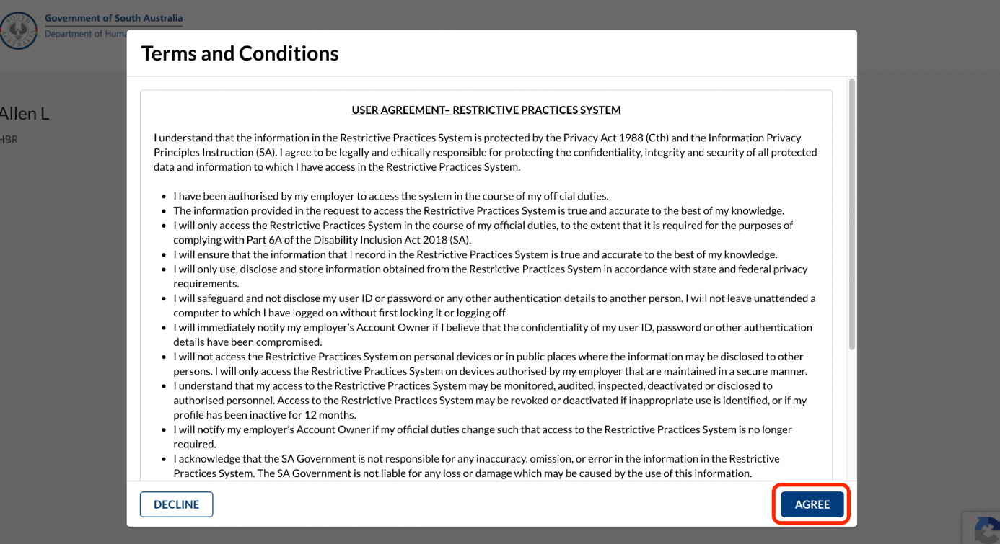 Government of South Australia
Department of Huma
Terms and Conditions
Allen L
HBR
USER AGREEMENT– RESTRICTIVE PRACTICES SYSTEM
I understand that the information in the Restrictive Practices System is protected by the Privacy Act 1988 (Cth) and the Information Privacy
Principles Instruction (SA). I agree to be legally and ethically responsible for protecting the confidentiality, integrity and security of all protected
data and information to which I have access in the Restrictive Practices System.
• I have been authorised by my employer to access the system in the course of my official duties.
• The information provided in the request to access the Restrictive Practices System is true and accurate to the best of my knowledge.
• I will only access the Restrictive Practices System in the course of my official duties, to the extent that it is required for the purposes of
complying with Part 6A of the Disability Inclusion Act 2018 (SA).
• I will ensure that the information that I record in the Restrictive Practices System is true and accurate to the best of my knowledge.
• I will only use, disclose and store information obtained from the Restrictive Practices System in accordance with state and federal privacy
requirements.
• I will safeguard and not disclose my user ID or password or any other authentication details to another person. I will not leave unattended a
computer to which I have logged on without first locking it or logging off.
• I will immediately notify my employer's Account Owner if I believe that the confidentiality of my user ID, password or other authentication
details have been compromised.
• I will not access the Restrictive Practices System on personal devices or in public places where the information may be disclosed to other
persons. I will only access the Restrictive Practices System on devices authorised by my employer that are maintained in a secure manner.
• I understand that my access to the Restrictive Practices System may be monitored, audited, inspected, deactivated or disclosed to
authorised personnel. Access to the Restrictive Practices System may be revoked or deactivated if inappropriate use is identified, or if my
profile has been inactive for 12 months.
• I will notify my employer's Account Owner if my official duties change such that access to the Restrictive Practices System is no longer
required.
• I acknowledge that the SA Government is not responsible for any inaccuracy, omission, or error in the information in the Restrictive
Practices System. The SA Government is not liable for any loss or damage which may be caused by the use of this information.
DECLINE
AGREE